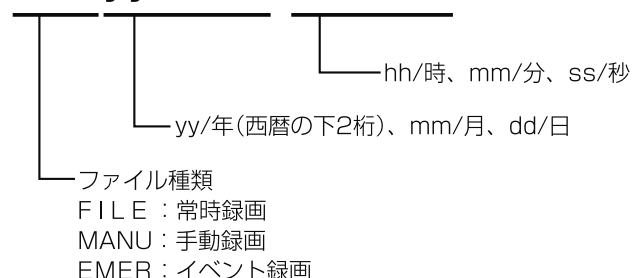 hh/時、mm/分、ss/秒
yy/年(西暦の下2桁)、mm/月、dd/日
ファイル種類
FILE：常時録画
MANU：手動録画
EMER：イベント録画